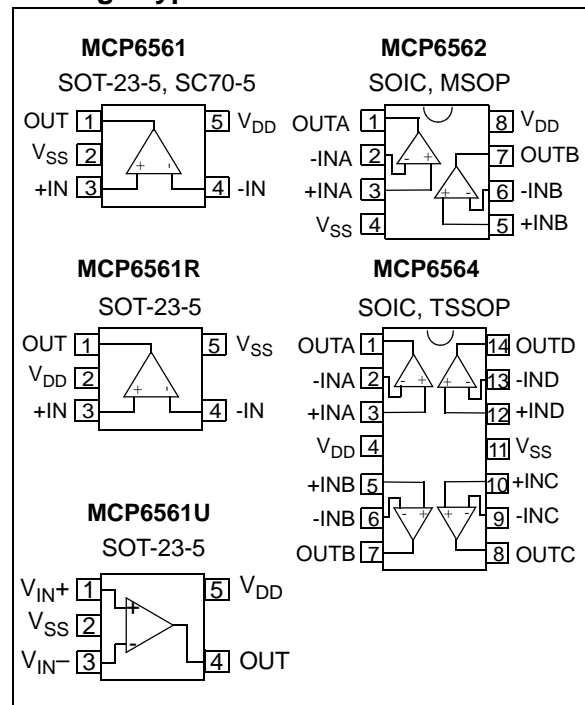 MCP6561
SOT-23-5, SC70-5
OUT 1 5 VDD
VSS 2
+IN 3 4 -IN
+ -
MCP6562
SOIC, MSOP
OUTA 1 8 VDD
-INA 2 7 OUTB
+INA 3 6 -INB
VSS 4 5 +INB
- +
+ -
MCP6561R
SOT-23-5
OUT 1 5 VSS
VDD 2
+IN 3 4 -IN
+ -
MCP6564
SOIC, TSSOP
OUTA 1 14 OUTD
-INA 2 13 -IND
+INA 3 12 +IND
VDD 4 11 VSS
+INB 5 10 +INC
-INB 6 9 -INC
OUTB 7 8 OUTC
- + + -
- + + -
MCP6561U
SOT-23-5
VIN+ 1 5 VDD
VSS 2
VIN– 3 4 OUT
+
-